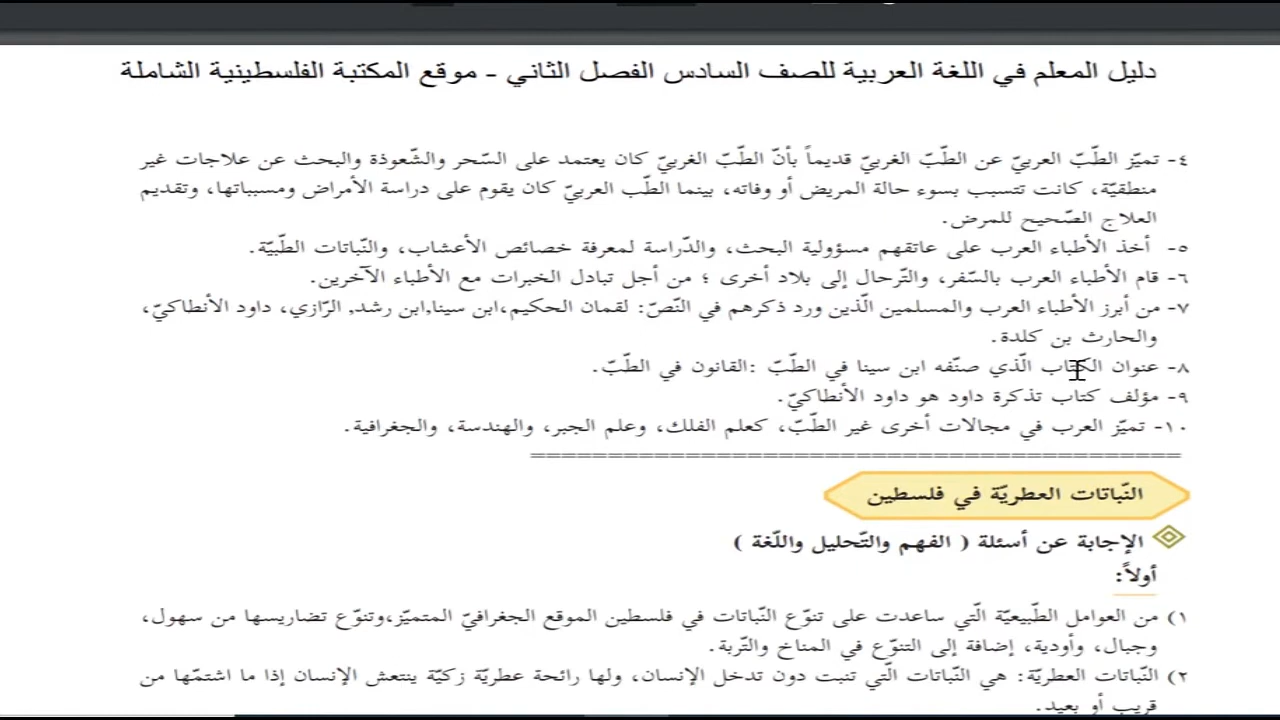 دليل المعلم في اللغة العربية للصف السادس الفصل الثاني - موقع المكتبة الفلسطينية الشاملة
٤- تميّز الطّبّ العربيّ عن الطّبّ الغربيّ قديماً بأنّ الطّبّ الغربيّ كان يعتمد على السّحر والشّعوذة والبحث عن علاجات غير
منطقيّة، كانت تتسبب بسوء حالة المريض أو وفاته، بينما الطّب العربيّ كان يقوم على دراسة الأمراض ومسبباتها، وتقديم
العلاج الصّحيح للمرض.
٥- أخذ الأطباء العرب على عاتقهم مسؤولية البحث، والدّراسة لمعرفة خصائص الأعشاب، والنّباتات الطّبيّة.
٦- قام الأطباء العرب بالسّفر، والتّرحال إلى بلاد أخرى ؛ من أجل تبادل الخبرات مع الأطباء الآخرين.
٧- من أبرز الأطباء العرب والمسلمين الّذين ورد ذكرهم في النّصّ: لقمان الحكيم،ابن سينا,ابن رشد, الرّازي، داود الأنطاكيّ،
والحارث بن كلدة.
٨- عنوان الكتاب الّذي صنّفه ابن سينا في الطّبّ :القانون في الطّبّ.
٩- مؤلف كتاب تذكرة داود هو داود الأنطاكيّ.
١٠- تميّز العرب في مجالات أخرى غير الطّبّ، كعلم الفلك، وعلم الجبر، والهندسة، والجغرافية.
==========================================
النّباتات العطريّة في فلسطين
الإجابة عن أسئلة ( الفهم والتّحليل واللّغة )
أولاً:
١) من العوامل الطّبيعيّة الّتي ساعدت على تنوّع النّباتات في فلسطين الموقع الجغرافيّ المتميّز،وتنوّع تضاريسها من سهول،
وجبال، وأودية، إضافة إلى التنوّع في المناخ والتّربة.
٢) النّباتات العطريّة: هي النّباتات الّتي تنبت دون تدخل الإنسان، ولها رائحة عطريّة زكيّة ينتعش الإنسان إذا ما اشتمّها من
قريب أو بعيد.